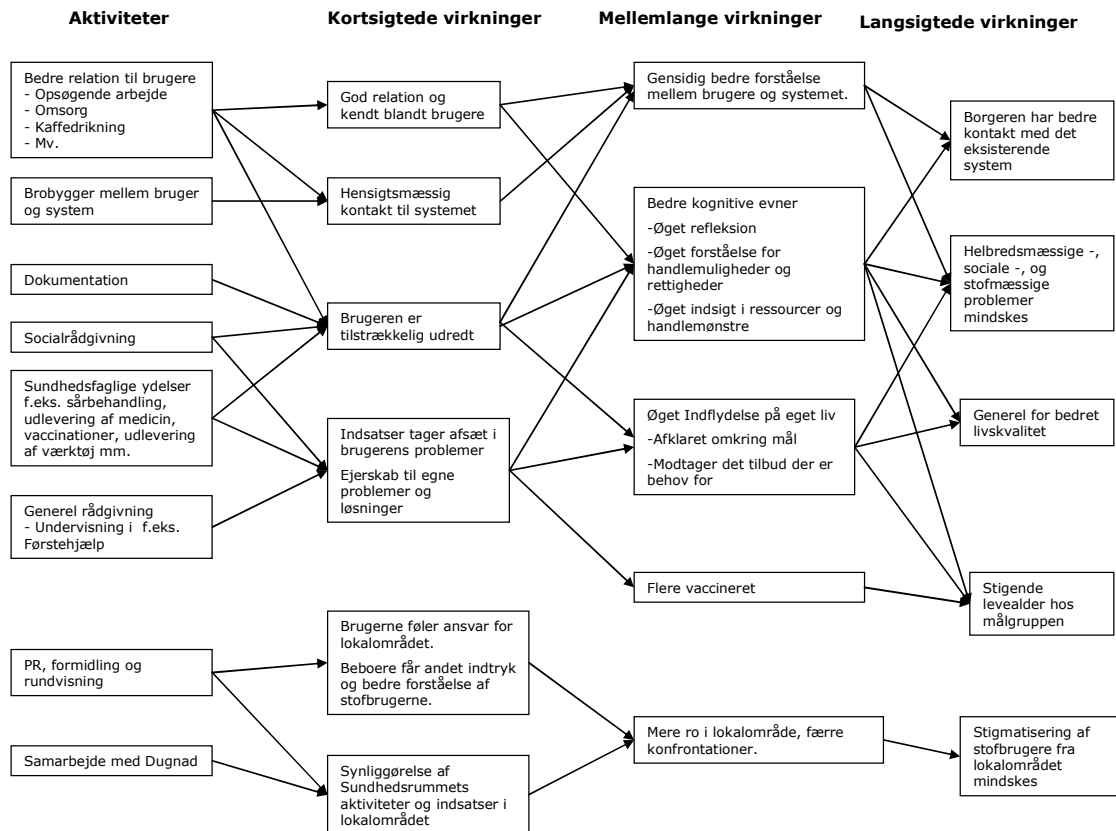 Aktiviteter
Kortsigtede virkninger
Mellemlange virkninger
Langsigtede virkninger
Bedre relation til brugere
- Opsøgende arbejde
- Omsorg
- Kaffedrikning
- Mv.
Brobygger mellem bruger
og system
Dokumentation
Socialrådgivning
Sundhedsfaglige ydelser
f.eks. sårbehandling,
udlevering af medicin,
vaccinationer, udlevering
af værktøj mm.
Generel rådgivning
- Undervisning i f.eks.
Førstehjælp
PR, formidling og
rundvisning
Samarbejde med Dugnad
God relation og
kendt blandt brugere
Hensigtsmæssig
kontakt til systemet
Brugeren er
tilstrækkelig udredt
Indsatser tager afsæt i
brugerens problemer
Ejerskab til egne
problemer og
løsninger
Brugerne føler ansvar for
lokalområdet.
Beboere får andet indtryk
og bedre forståelse af
stofbrugerne.
Synliggørelse af
Sundhedsrummets
aktiviteter og indsatser i
lokalområdet
Gensidig bedre forståelse
mellem brugere og systemet.
Bedre kognitive evner
-Øget refleksion
-Øget forståelse for
handlemuligheder og
rettigheder
-Øget indsigt i ressourcer og
handlemønstre
Øget Indflydelse på eget liv
-Afklaret omkring mål
-Modtager det tilbud der er
behov for
Flere vaccineret
Mere ro i lokalområde, færre
konfrontationer.
Borgeren har bedre
kontakt med det
eksisterende
system
Helbredsmæssige -,
sociale -, og
stofmæssige
problemer
mindskes
Generel for bedret
livskvalitet
Stigende
levealder hos
målgruppen
Stigmatisering af
stofbrugere fra
lokalområdet
mindskes